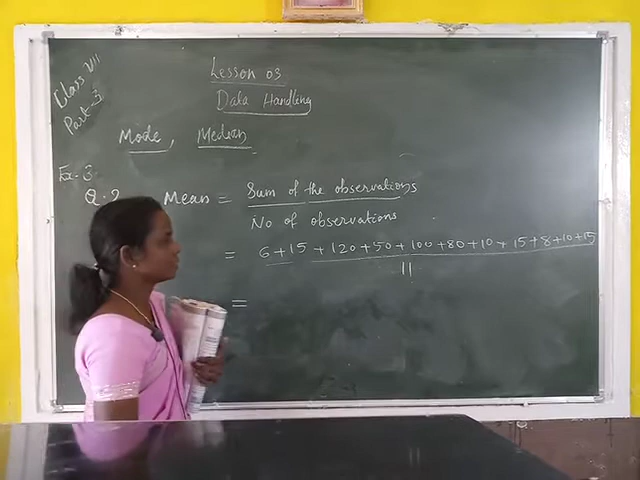 Class VII
Part-3
Lesson 03
Data Handling
Mode, Median
Ex-3.
Q.2
Mean = Sum of the observations
No of observations
= 6+15+120+50+100+80+10+15+8+10+15
11
=